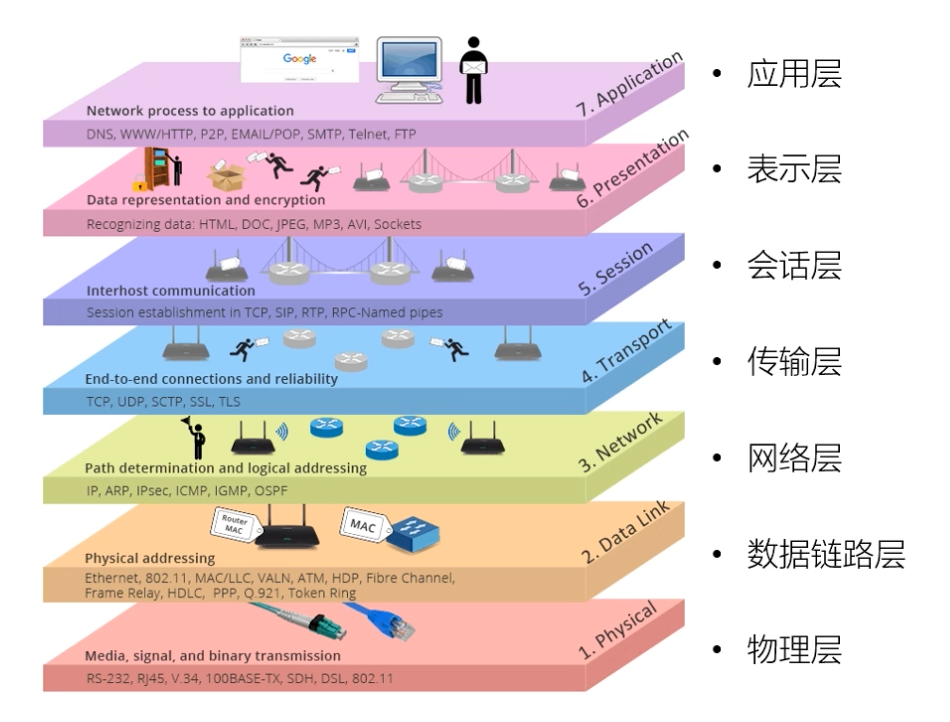 Google
7. Application
应用层
Network process to application
DNS, WWW/HTTP, P2P, EMAIL/POP, SMTP, Telnet, FTP
6. Presentation
表示层
Data representation and encryption
Recognizing data: HTML, DOC, JPEG, MP3, AVI, Sockets
5. Session
会话层
Interhost communication
Session establishment in TCP, SIP, RTP, RPC-Named pipes
4. Transport
传输层
End-to-end connections and reliability
TCP, UDP, SCTP, SSL, TLS
3. Network
网络层
Path determination and logical addressing
IP, ARP, IPsec, ICMP, IGMP, OSPF
Router
MAC
MAC
2. Data Link
数据链路层
Physical addressing
Ethernet, 802.11, MAC/LLC, VALN, ATM, HDP, Fibre Channel,
Frame Relay, HDLC, PPP, Q.921, Token Ring
1. Physical
物理层
Media, signal, and binary transmission
RS-232, RJ45, V.34, 100BASE-TX, SDH, DSL, 802.11